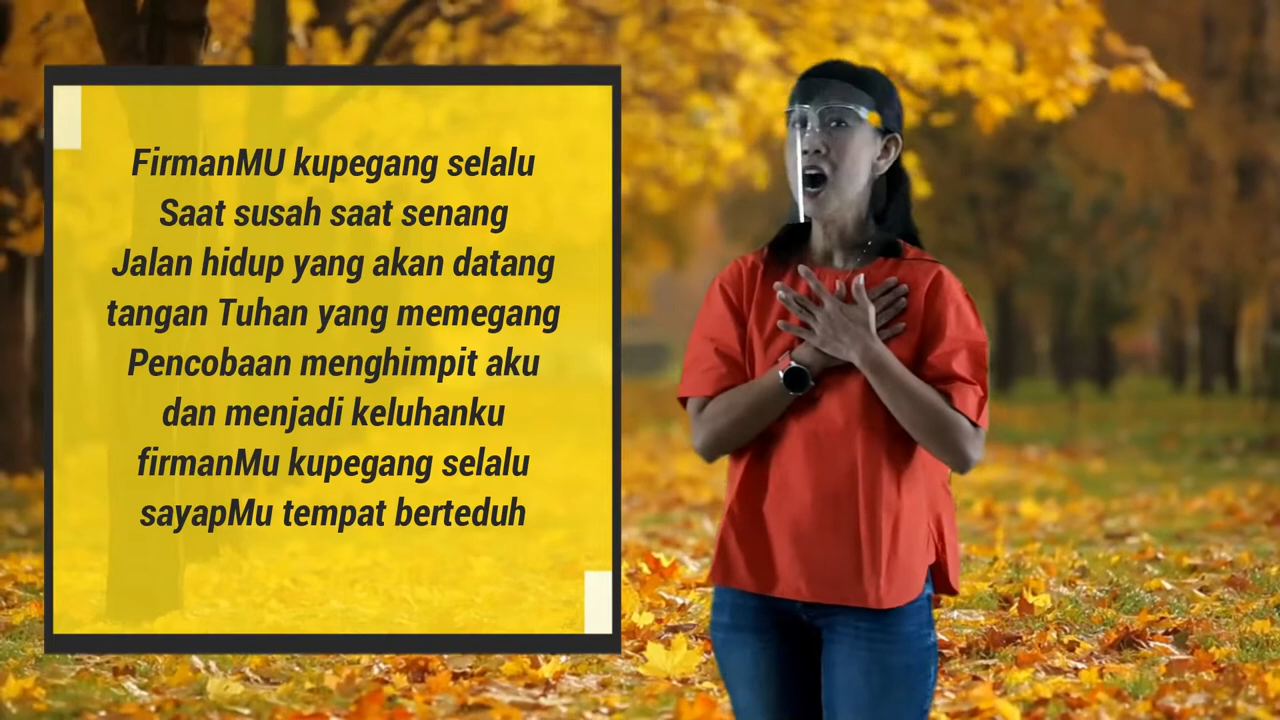 FirmanMU kupegang selalu
Saat susah saat senang
Jalan hidup yang akan datang
tangan Tuhan yang memegang
Pencobaan menghimpit aku
dan menjadi keluhanku
firmanMu kupegang selalu
sayapMu tempat berteduh